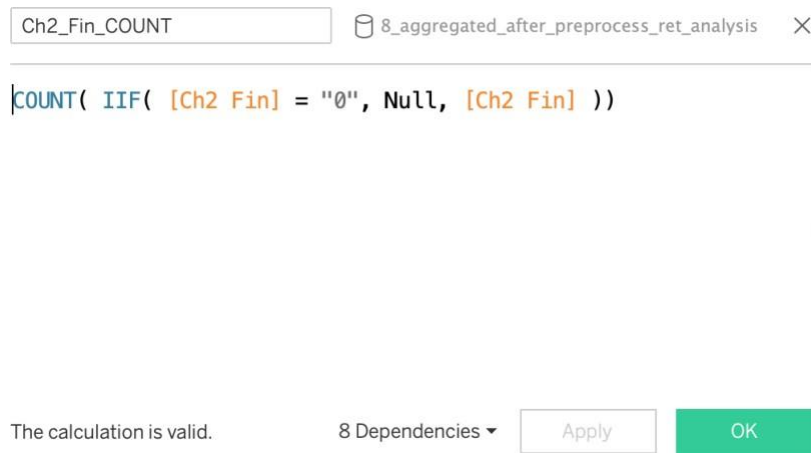 Ch2_Fin_COUNT 8_aggregated_after_preprocess_ret_analysis
COUNT( IIF( [Ch2 Fin] = "0", Null, [Ch2 Fin] ))
The calculation is valid. 8 Dependencies Apply OK